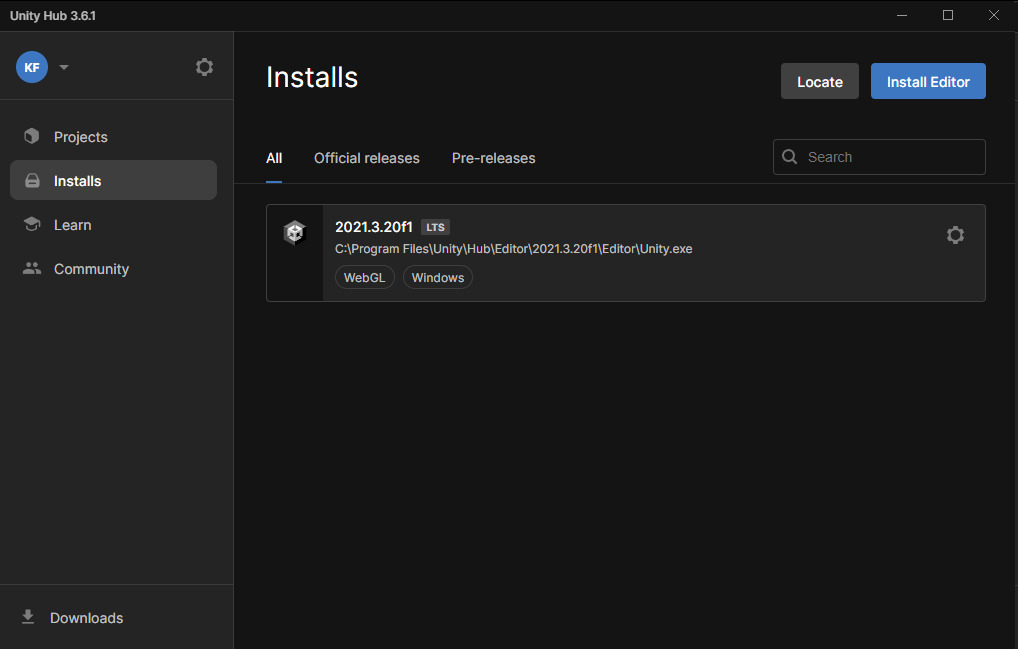 Unity Hub 3.6.1
KF
Projects
Installs
Learn
Community
Downloads
Installs
Locate
Install Editor
All
Official releases
Pre-releases
Search
2021.3.20f1 LTS
C:\Program Files\Unity\Hub\Editor\2021.3.20f1\Editor\Unity.exe
WebGL
Windows